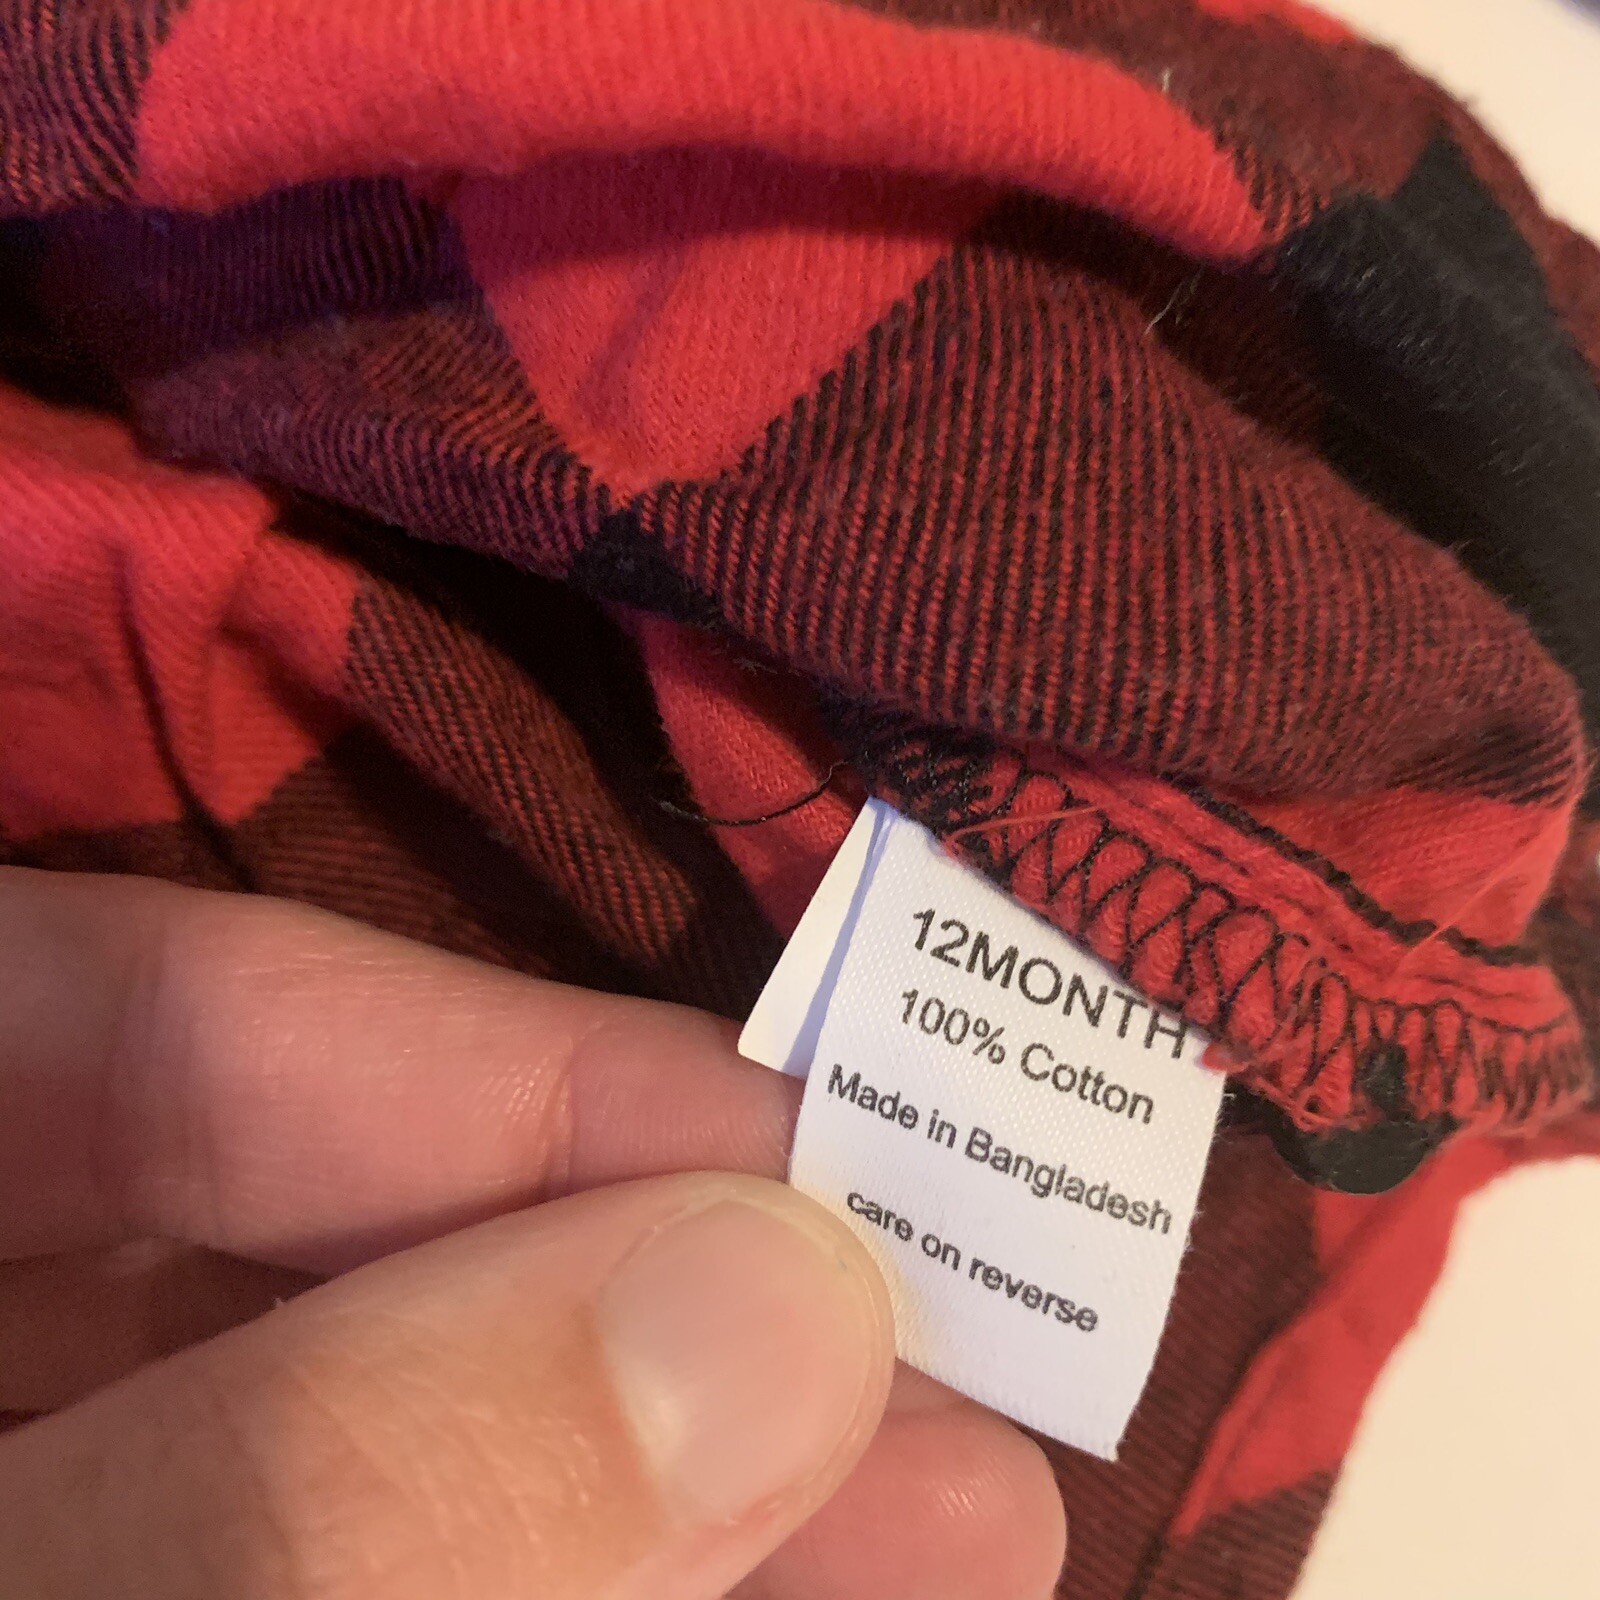 12MONTH
100% Cotton
Made in Bangladesh
care on reverse